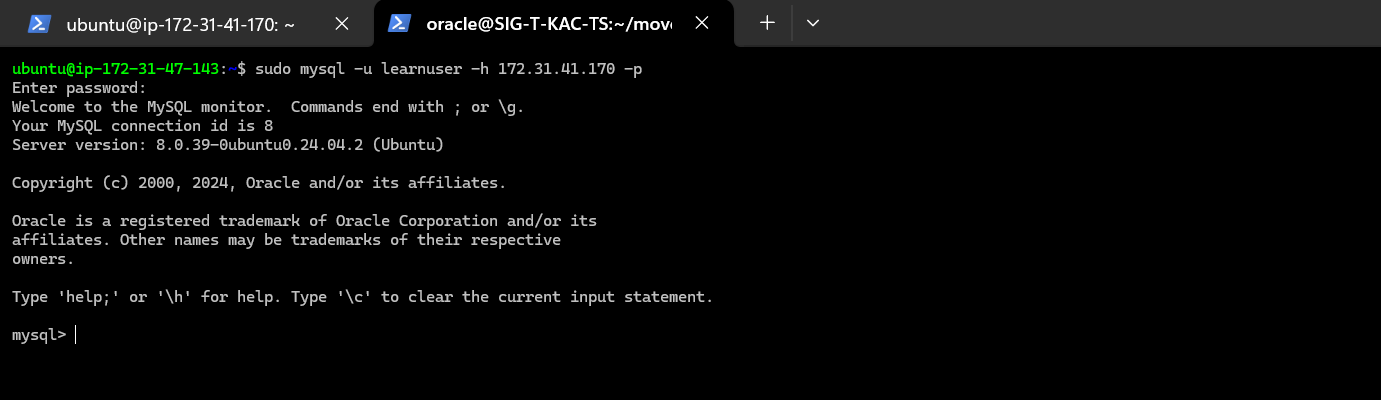 ubuntu@ip-172-31-41-170: ~
oracle@SIG-T-KAC-TS:~/move
ubuntu@ip-172-31-47-143:~$ sudo mysql -u learnuser -h 172.31.41.170 -p
Enter password:
Welcome to the MySQL monitor.  Commands end with ; or \g.
Your MySQL connection id is 8
Server version: 8.0.39-0ubuntu0.24.04.2 (Ubuntu)
Copyright (c) 2000, 2024, Oracle and/or its affiliates.
Oracle is a registered trademark of Oracle Corporation and/or its
affiliates. Other names may be trademarks of their respective
owners.
Type 'help;' or '\h' for help. Type '\c' to clear the current input statement.
mysql>